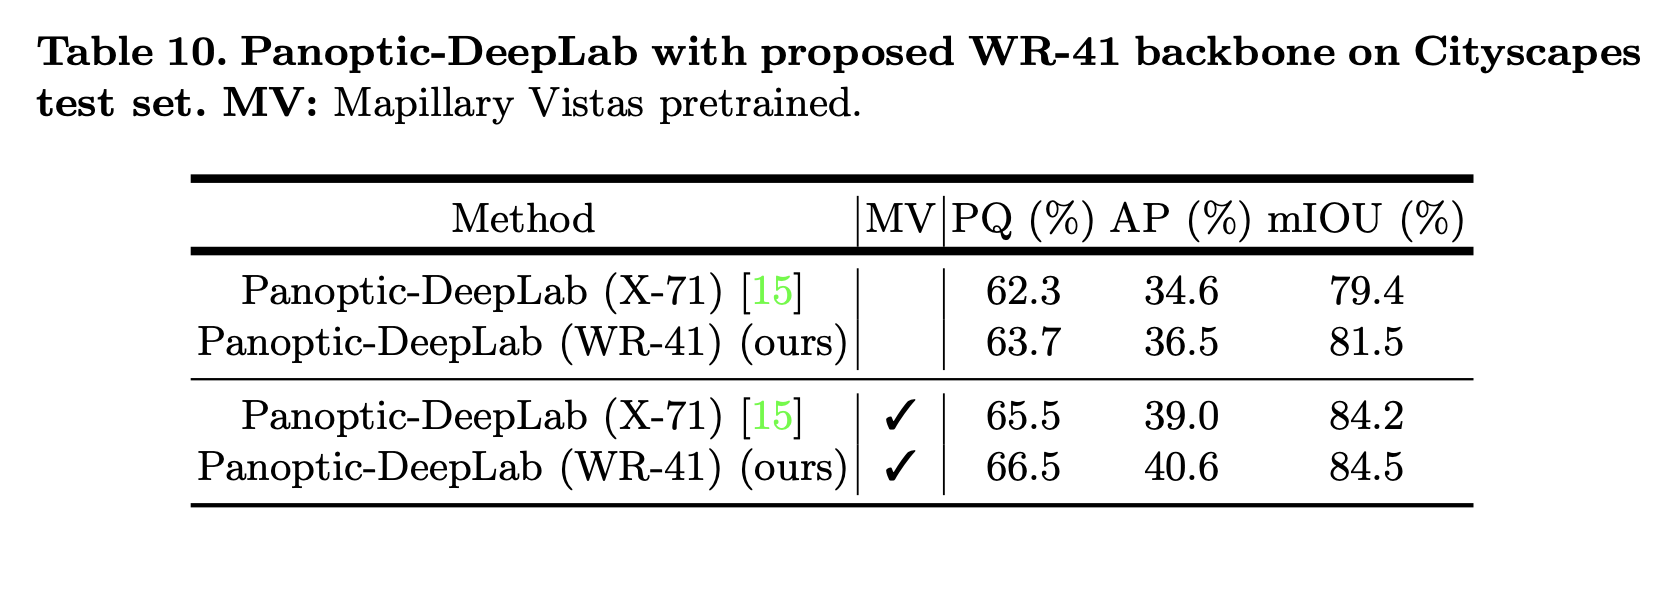 Table 10. Panoptic-DeepLab with proposed WR-41 backbone on Cityscapes
test set. MV: Mapillary Vistas pretrained.
Method MV PQ (%) AP (%) mIOU (%)
Panoptic-DeepLab (X-71) [15] 62.3 34.6 79.4
Panoptic-DeepLab (WR-41) (ours) 63.7 36.5 81.5
Panoptic-DeepLab (X-71) [15] ✓ 65.5 39.0 84.2
Panoptic-DeepLab (WR-41) (ours) ✓ 66.5 40.6 84.5